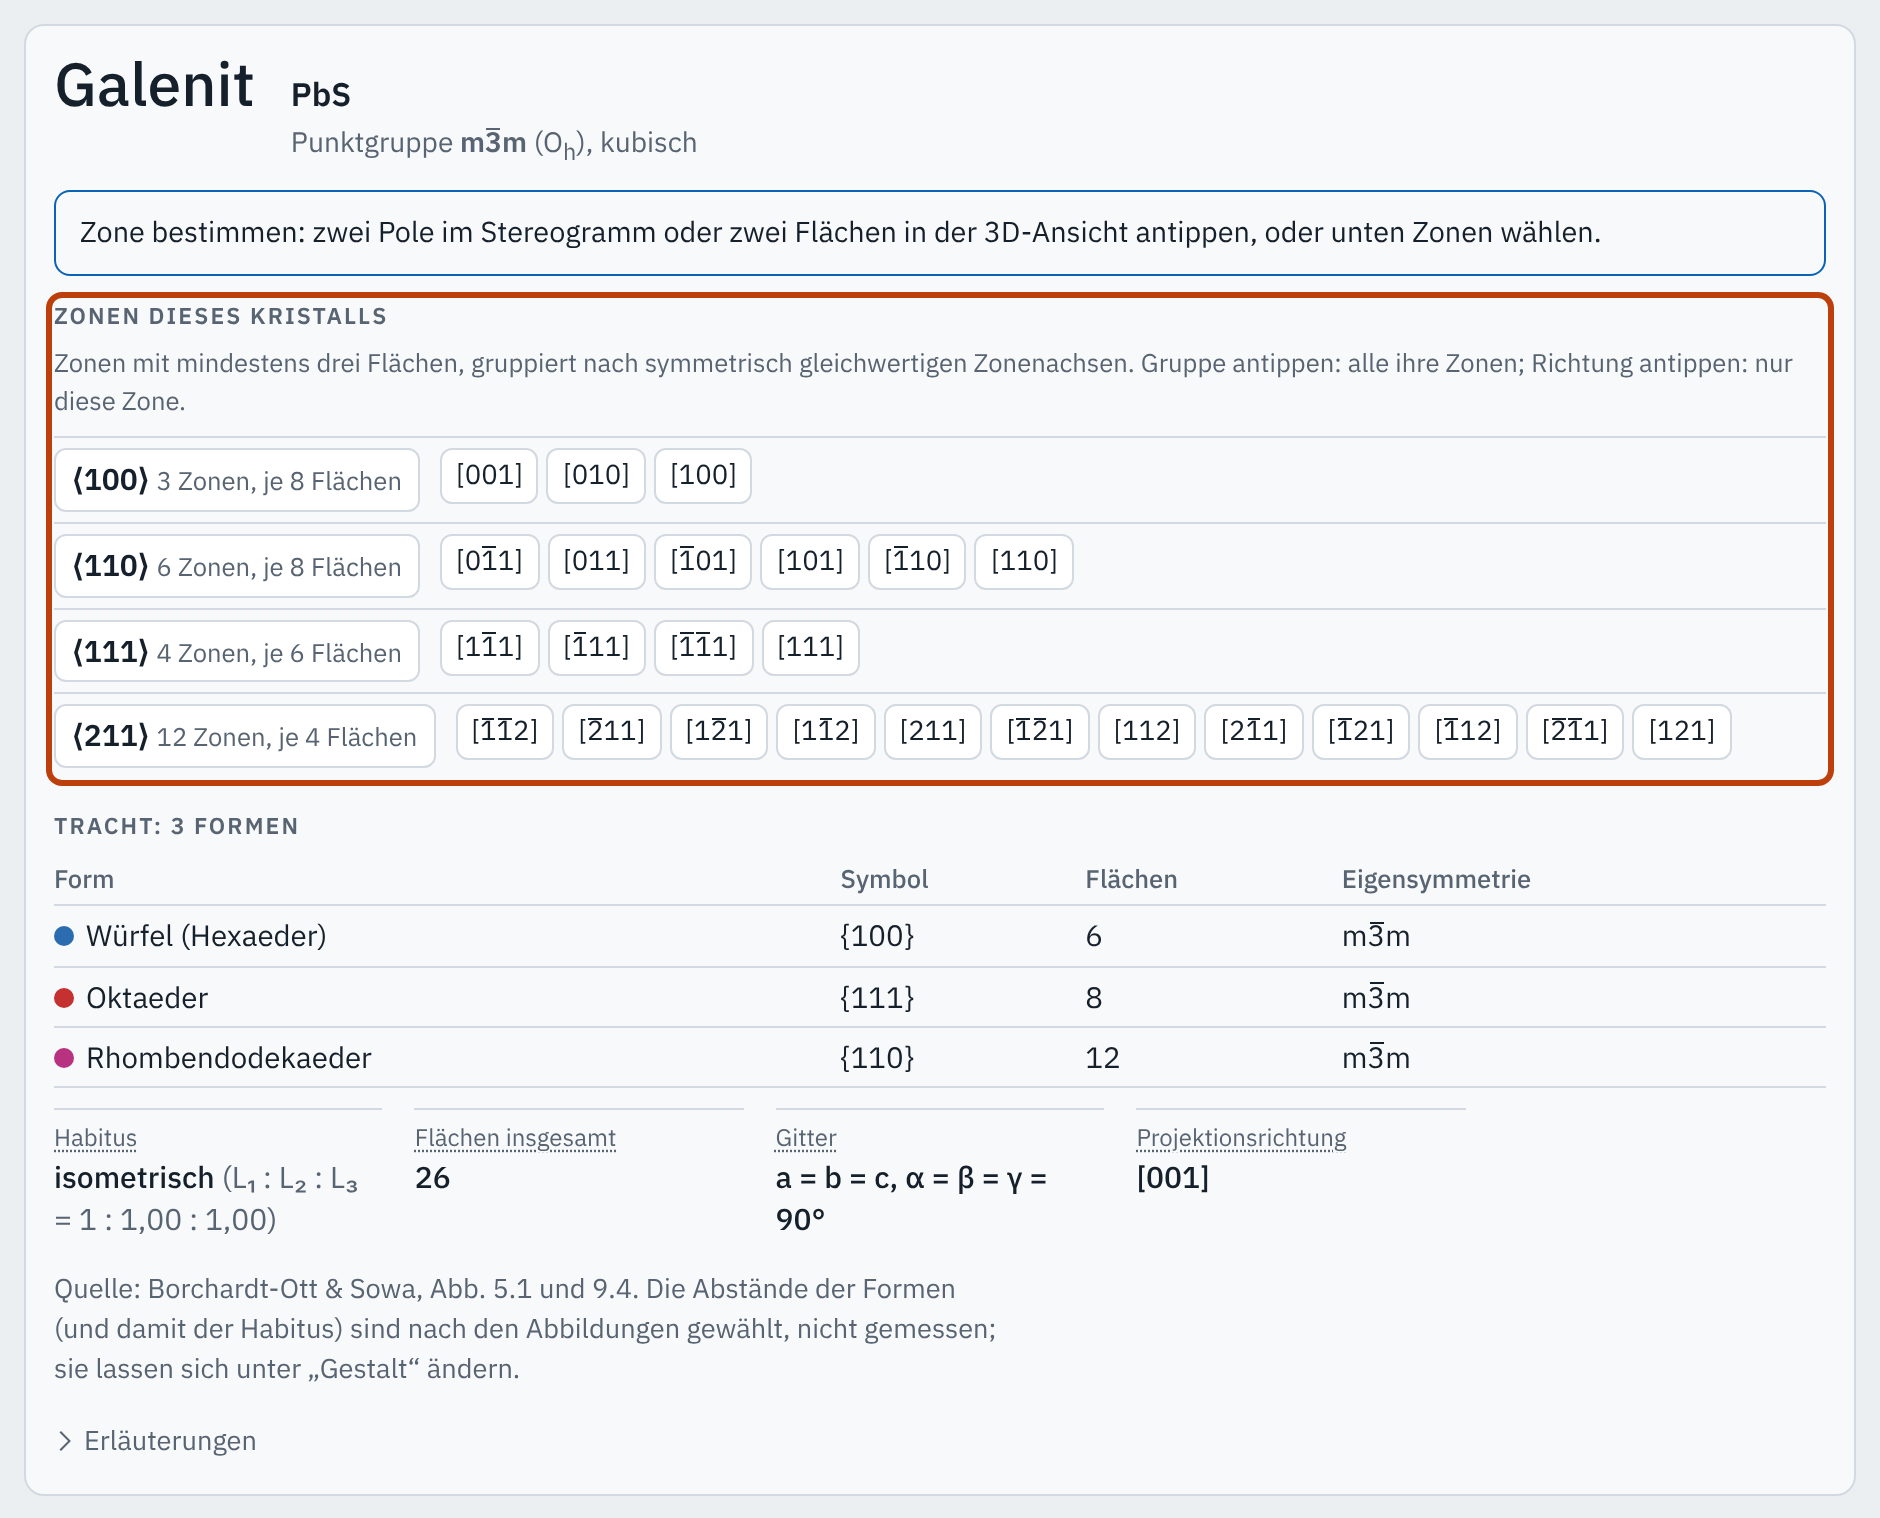 Galenit PbS
Punktgruppe m3̅m (Oₕ), kubisch
Zone bestimmen: zwei Pole im Stereogramm oder zwei Flächen in der 3D-Ansicht antippen, oder unten Zonen wählen.
ZONEN DIESES KRISTALLS
Zonen mit mindestens drei Flächen, gruppiert nach symmetrisch gleichwertigen Zonenachsen. Gruppe antippen: alle ihre Zonen; Richtung antippen: nur
diese Zone.
⟨100⟩ 3 Zonen, je 8 Flächen [001] [010] [100]
⟨110⟩ 6 Zonen, je 8 Flächen [01̅1] [011] [1̅01] [101] [1̅10] [110]
⟨111⟩ 4 Zonen, je 6 Flächen [11̅1] [1̅11] [1̅1̅1] [111]
⟨211⟩ 12 Zonen, je 4 Flächen [1̅1̅2] [2̅11] [12̅1] [11̅2] [211] [1̅2̅1] [112] [21̅1] [1̅21] [1̅12] [2̅1̅1] [121]
TRACHT: 3 FORMEN
Form Symbol Flächen Eigensymmetrie
Würfel (Hexaeder) {100} 6 m3̅m
Oktaeder {111} 8 m3̅m
Rhombendodekaeder {110} 12 m3̅m
Habitus Flächen insgesamt Gitter Projektionsrichtung
isometrisch (L₁ : L₂ : L₃ 26 a = b = c, α = β = γ = [001]
= 1 : 1,00 : 1,00) 90°
Quelle: Borchardt-Ott & Sowa, Abb. 5.1 und 9.4. Die Abstände der Formen
(und damit der Habitus) sind nach den Abbildungen gewählt, nicht gemessen;
sie lassen sich unter „Gestalt“ ändern.
Erläuterungen